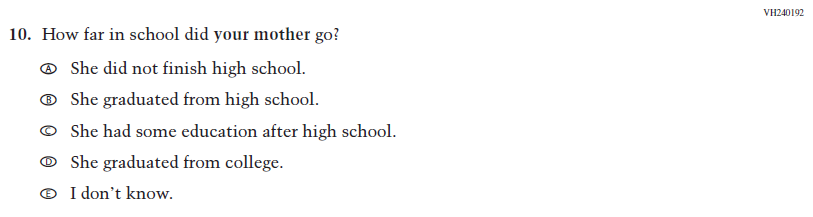 VH240192
10. How far in school did your mother go?
Ⓐ She did not finish high school.
Ⓑ She graduated from high school.
Ⓒ She had some education after high school.
Ⓓ She graduated from college.
Ⓔ I don't know.